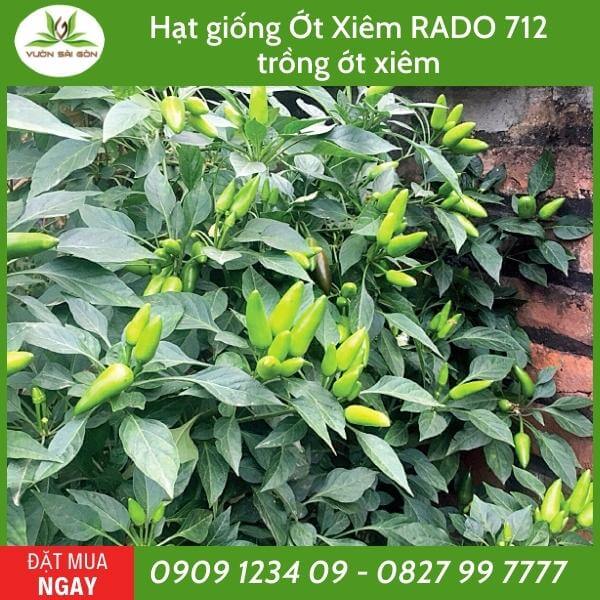 VƯỜN SÀI GÒN
Hạt giống Ớt Xiêm RADO 712
trồng ớt xiêm
ĐẶT MUA
NGAY
0909 1234 09 - 0827 99 7777